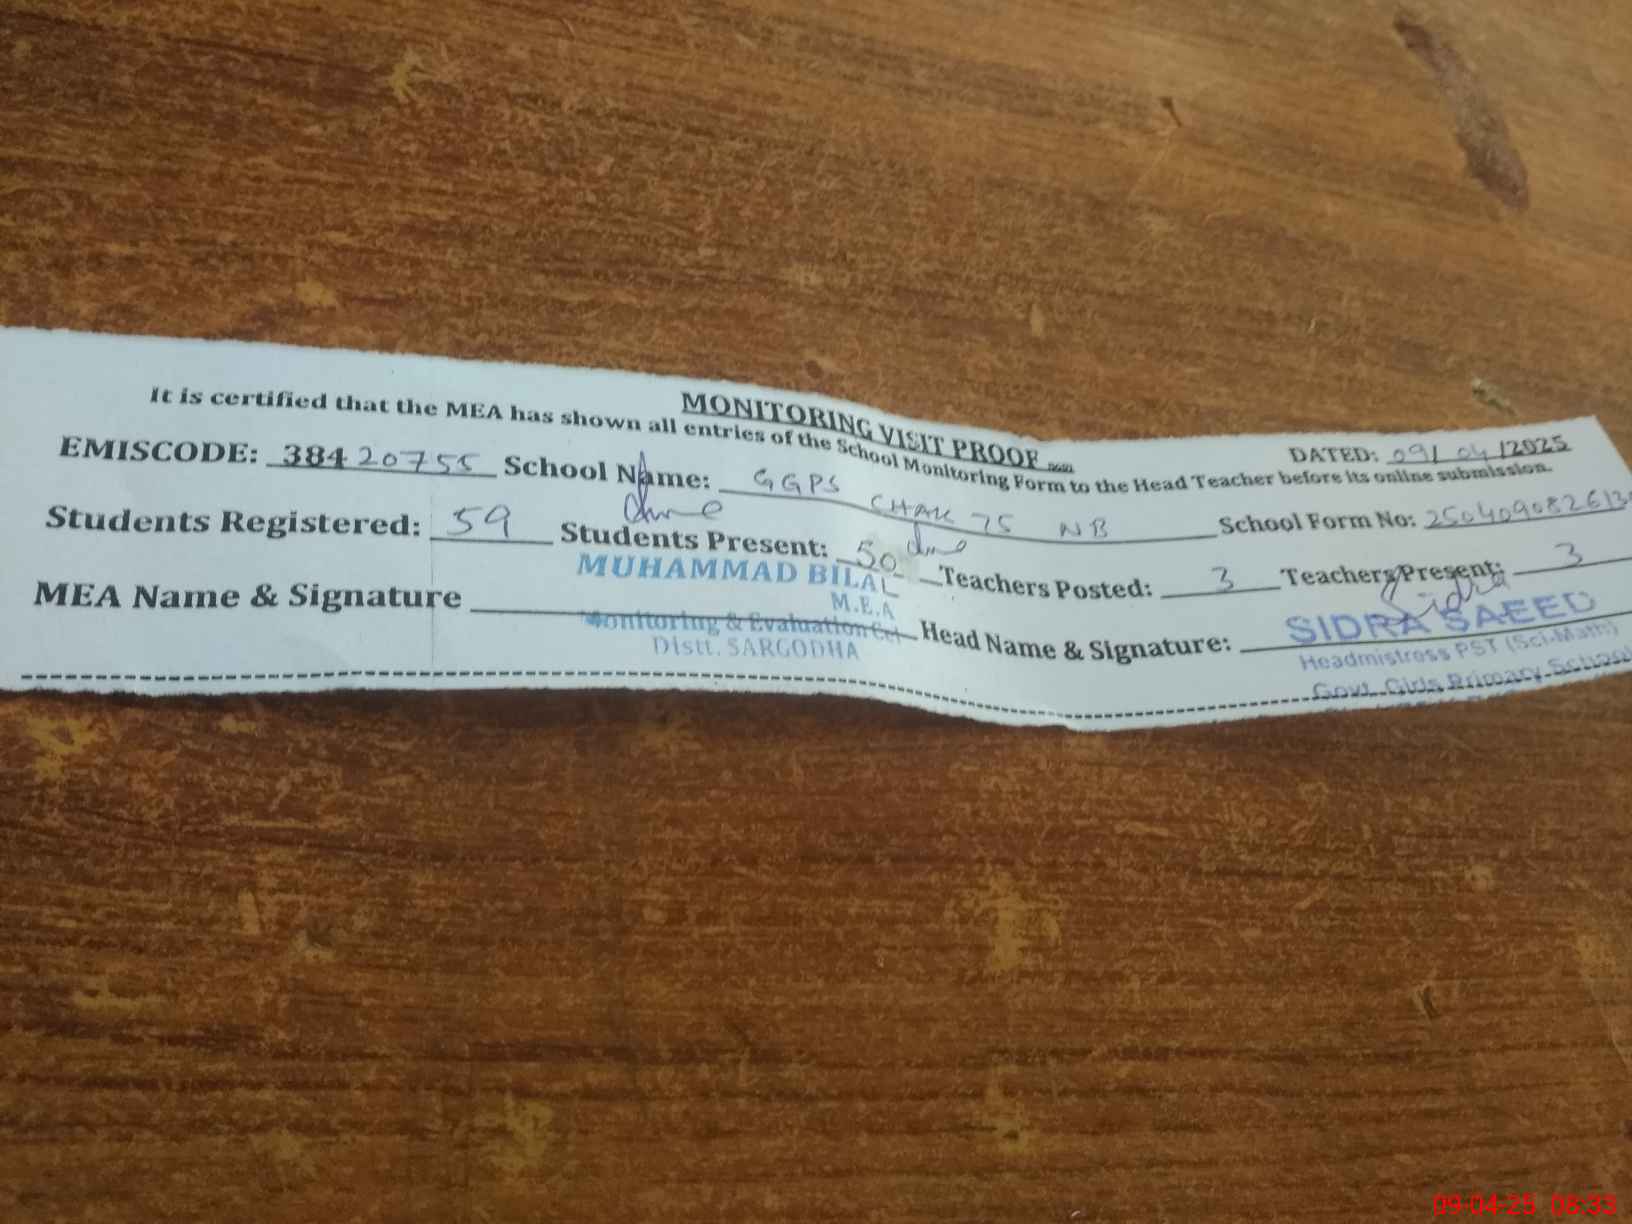 MONITORING VISIT PROOF
DATED: 09/04/2025
It is certified that the MEA has shown all entries of the School Monitoring Form to the Head Teacher before its online submission.
EMISCODE: 38420755 School Name: GGPS CHAK 75 NB School Form No: 250409082613
Students Registered: 59 Students Present: 50 Teachers Posted: 3 Teachers Present: 3
MEA Name & Signature Head Name & Signature: Sidra
MUHAMMAD BILAL
M.E.A
Monitoring & Evaluation Cel
Distt. SARGODHA
SIDRA SAEED
Headmistress PST (Sci-Math)
Govt. Girls Primary School
09-04-25 08:33